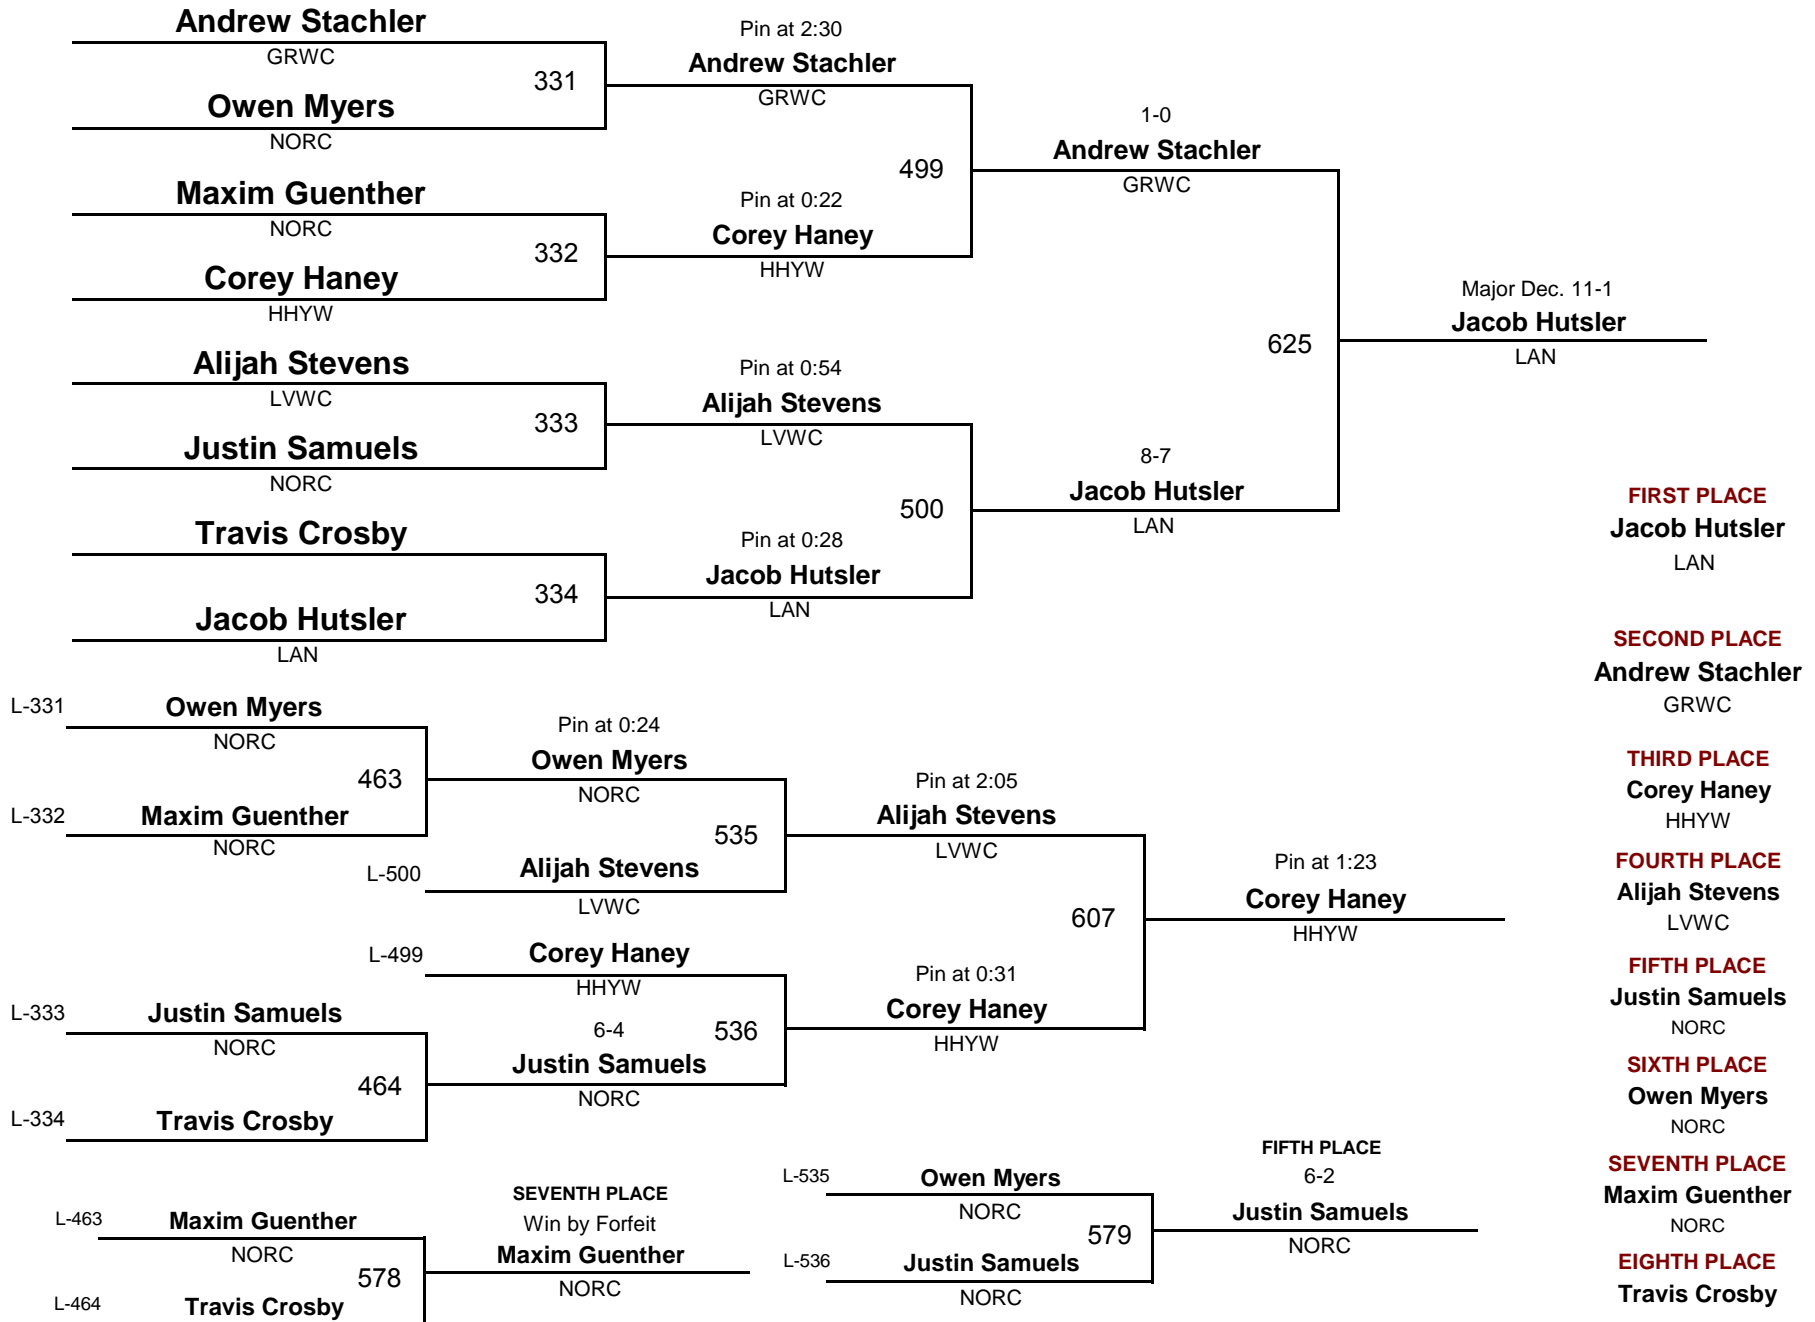 Andrew Stachler
GRWC
331
Owen Myers
NORC
Maxim Guenther
NORC
332
Corey Haney
HHYW
Alijah Stevens
LVWC
333
Justin Samuels
NORC
Travis Crosby
334
Jacob Hutsler
LAN
Pin at 2:30
Andrew Stachler
GRWC
499
Pin at 0:22
Corey Haney
HHYW
Pin at 0:54
Alijah Stevens
LVWC
500
Pin at 0:28
Jacob Hutsler
LAN
1-0
Andrew Stachler
GRWC
625
8-7
Jacob Hutsler
LAN
Major Dec. 11-1
Jacob Hutsler
LAN
L-331 Owen Myers
NORC
463
L-332 Maxim Guenther
NORC
L-333 Justin Samuels
NORC
464
L-334 Travis Crosby
Pin at 0:24
Owen Myers
NORC
535
L-500 Alijah Stevens
LVWC
L-499 Corey Haney
HHYW
536
6-4
Justin Samuels
NORC
Pin at 2:05
Alijah Stevens
LVWC
607
Pin at 0:31
Corey Haney
HHYW
Pin at 1:23
Corey Haney
HHYW
L-463 Maxim Guenther
NORC
578
L-464 Travis Crosby
SEVENTH PLACE
Win by Forfeit
Maxim Guenther
NORC
L-535 Owen Myers
NORC
579
L-536 Justin Samuels
NORC
FIFTH PLACE
6-2
Justin Samuels
NORC
FIRST PLACE
Jacob Hutsler
LAN
SECOND PLACE
Andrew Stachler
GRWC
THIRD PLACE
Corey Haney
HHYW
FOURTH PLACE
Alijah Stevens
LVWC
FIFTH PLACE
Justin Samuels
NORC
SIXTH PLACE
Owen Myers
NORC
SEVENTH PLACE
Maxim Guenther
NORC
EIGHTH PLACE
Travis Crosby